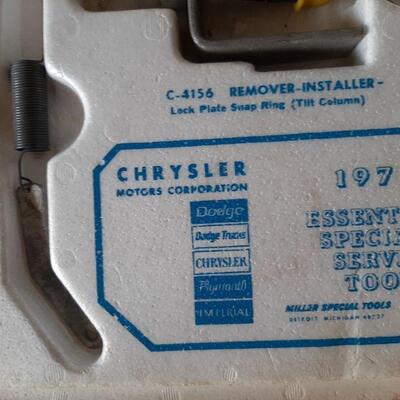 C-4156 REMOVER-INSTALLER-
Lock Plate Snap Ring (Tilt Column)
CHRYSLER
MOTORS CORPORATION
Dodge
Dodge Trucks
CHRYSLER
Plymouth
IMPERIAL
197
ESSENT
SPECI
SERV
TOO
MILLER SPECIAL TOOLS
DETROIT, MICHIGAN 48227